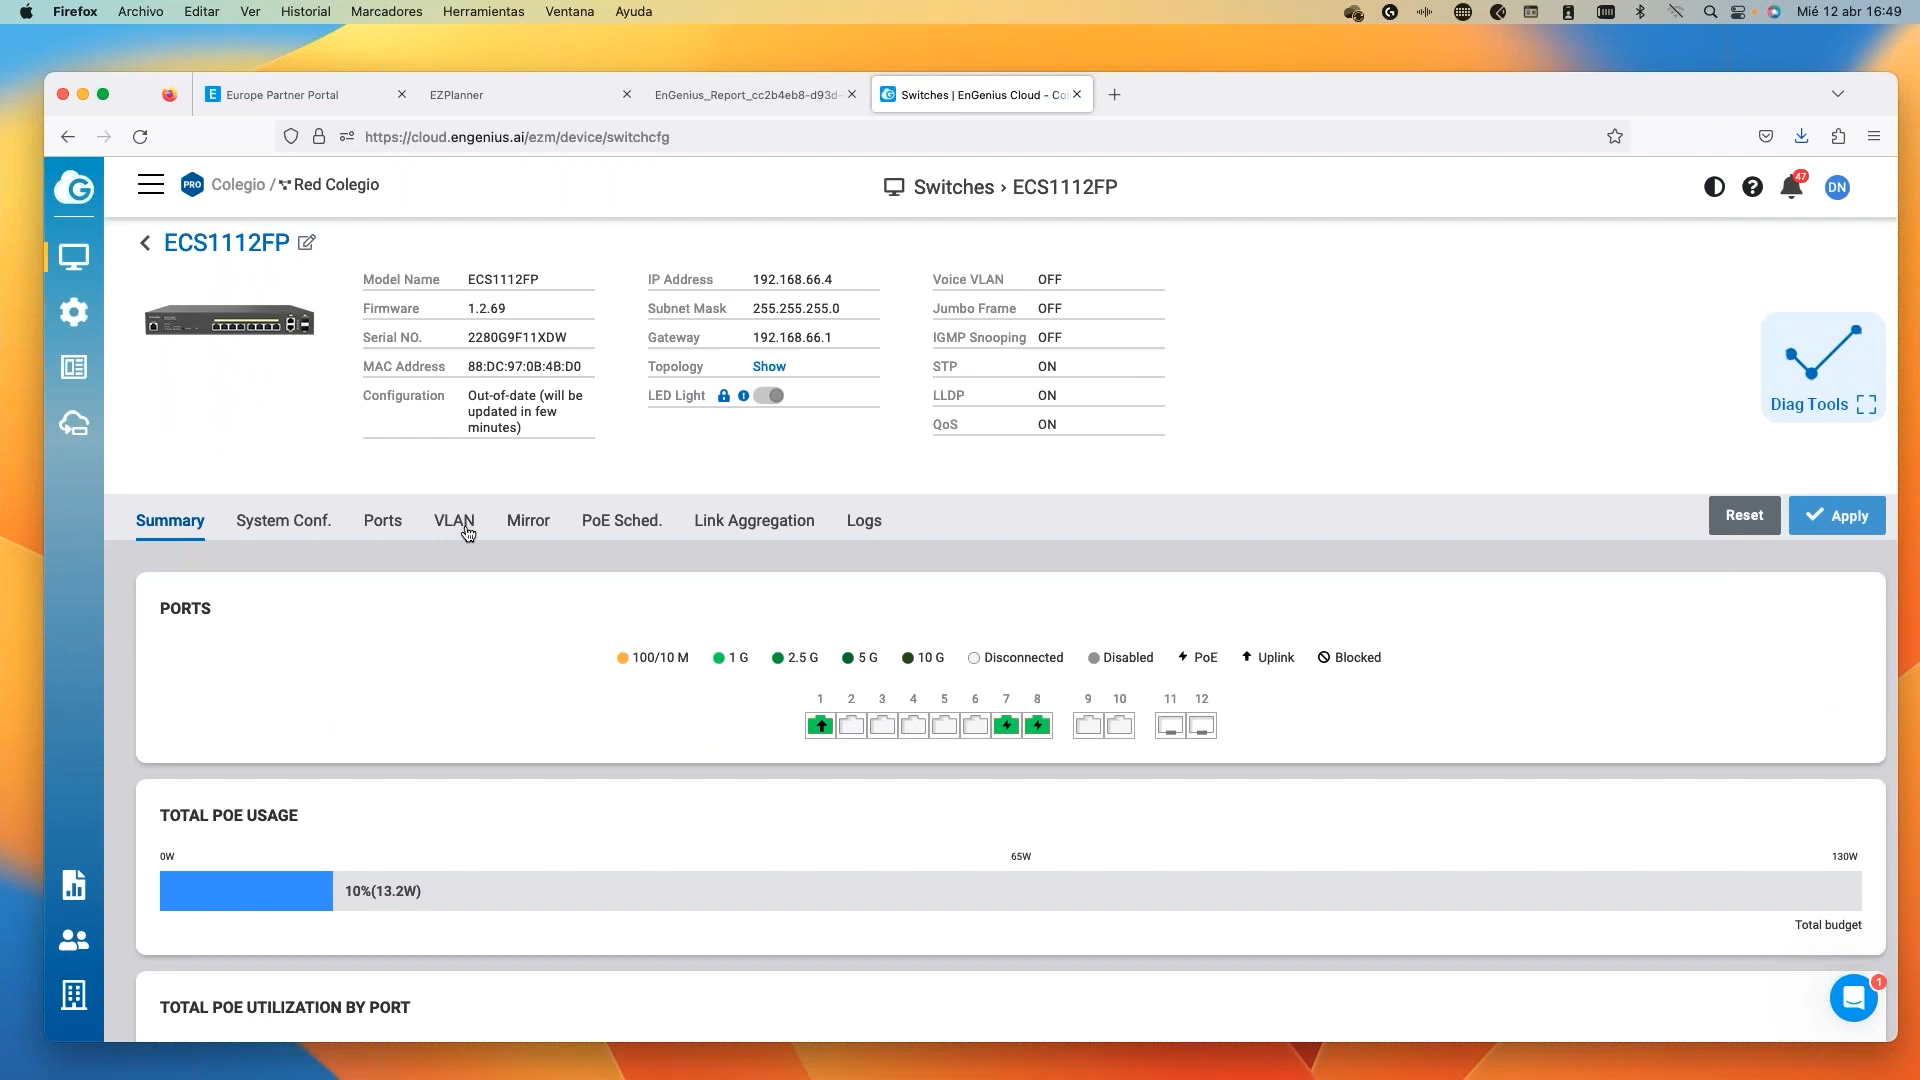 Firefox Archivo Editar Ver Historial Marcadores Herramientas Ventana Ayuda Mié 12 abr 16:49
Europe Partner Portal EZPlanner EnGenius_Report_cc2b4eb8-d93d- Switches | EnGenius Cloud - Co
https://cloud.engenius.ai/ezm/device/switchcfg
PRO Colegio / Red Colegio Switches › ECS1112FP 47 DN
ECS1112FP
Model Name ECS1112FP IP Address 192.168.66.4 Voice VLAN OFF
Firmware 1.2.69 Subnet Mask 255.255.255.0 Jumbo Frame OFF
Serial NO. 2280G9F11XDW Gateway 192.168.66.1 IGMP Snooping OFF
MAC Address 88:DC:97:0B:4B:D0 Topology Show STP ON
Configuration Out-of-date (will be LED Light LLDP ON
updated in few
minutes) QoS ON
Diag Tools
Summary System Conf. Ports VLAN Mirror PoE Sched. Link Aggregation Logs Reset Apply
PORTS
100/10 M 1 G 2.5 G 5 G 10 G Disconnected Disabled PoE Uplink Blocked
1 2 3 4 5 6 7 8 9 10 11 12
TOTAL POE USAGE
0W 65W 130W
10%(13.2W)
Total budget
1
TOTAL POE UTILIZATION BY PORT